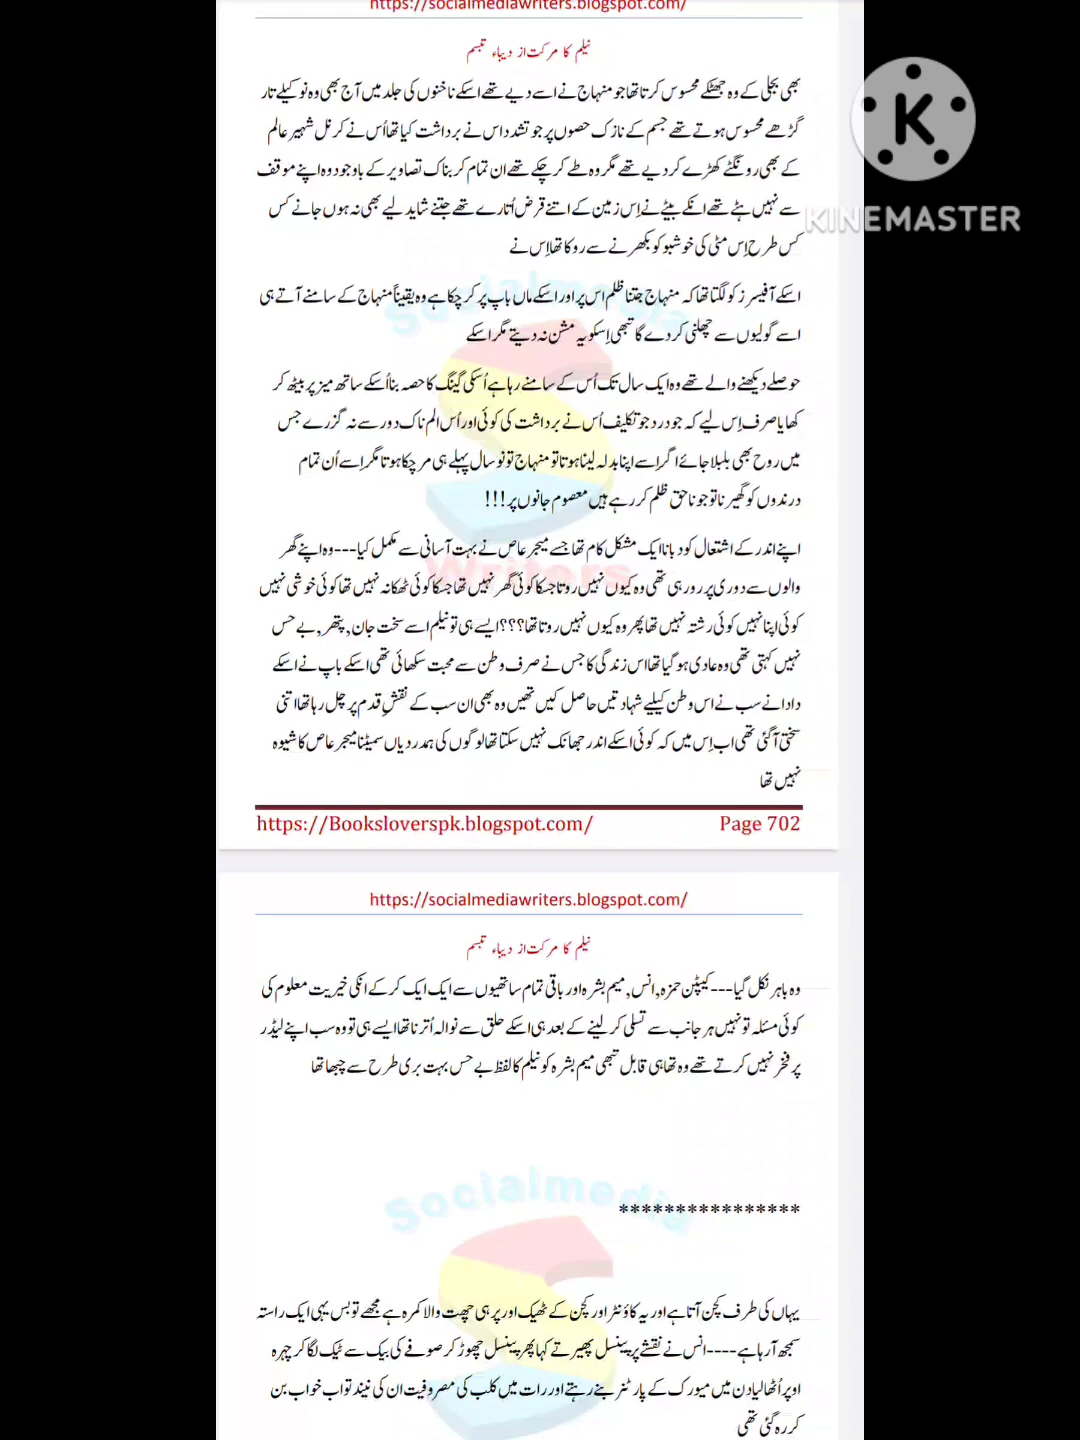 https://socialmediawriters.blogspot.com/
نیلم کا مرکت از دیباء تبسم
بھی بجلی کے وہ جھٹکے محسوس کرتا تھا جو منہاج نے اسے دیے تھے اسکے ناخنوں کی جلد میں آج بھی وہ نوکیلے تار
گڑھے محسوس ہوتے تھے جسم کے نازک حصوں پر جو تشدد اس نے برداشت کیا تھا اُس نے کرنل شہیر عالم
کے بھی رونگٹے کھڑے کر دیے تھے مگر وہ طے کر چکے تھے ان تمام کربناک تصاویر کے باوجود وہ اپنے موقف
سے نہیں ہٹے تھے انکے بیٹے نے اِس زمین کے اتنے قرض اُتارے تھے جتنے شاید لیے بھی نہ ہوں جانے کس
کس طرح اِس مٹی کی خوشبو کو بکھرنے سے روکا تھا اِس نے
اسکے آفیسرز کو لگتا تھا کہ منہاج جتنا ظلم اس پر اور اسکے ماں باپ پر کر چکا ہے وہ یقیناً منہاج کے سامنے آتے ہی
اسے گولیوں سے چھلنی کر دے گا تبھی اِسکو یہ مشن نہ دیتے مگر اسکے
حوصلے دیکھنے والے تھے وہ ایک سال تک اُس کے سامنے رہا ہے اُسکی گینگ کا حصہ بنا اُسکے ساتھ میز پر بیٹھ کر
کھایا صرف اِس لیے کہ جو درد جو تکلیف اُس نے برداشت کی کوئی اور اُس الم ناک دور سے نہ گزرے جس
میں روح بھی بلبلا جائے اگر اسے اپنا بدلہ لینا ہوتا تو منہاج تو نو سال پہلے ہی مر چکا ہوتا مگر اِسے اُن تمام
درندوں کو گھیرنا تو جو ناحق ظلم کر رہے ہیں معصوم جانوں پر!!!
اپنے اندر کے اشتعال کو دبانا ایک مشکل کام تھا جسے میجر عاص نے بہت آسانی سے مکمل کیا---وہ اپنے گھر
والوں سے دوری پر رو رہی تھی وہ کیوں نہیں روتا جسکا کوئی گھر نہیں تھا جسکا کوئی ٹھکانہ نہیں تھا کوئی خوشی نہیں
کوئی اپنا نہیں کوئی رشتہ نہیں تھا پھر وہ کیوں نہیں روتا تھا؟؟؟ ایسے ہی تو نیلم اسے سخت جان,پتھر,بے حس
نہیں کہتی تھی وہ عادی ہو گیا تھا اس زندگی کا جس نے صرف وطن سے محبت سکھائی تھی اسکے باپ نے اسکے
دادا نے سب نے اس وطن کیلیے شہادتیں حاصل کیں تھیں وہ بھی ان سب کے نقشِ قدم پر چل رہا تھا اتنی
سختی آ گئی تھی اب اِس میں کہ کوئی اسکے اندر جھانک نہیں سکتا تھا لوگوں کی ہمدردیاں سمیٹنا میجر عاص کا شیوہ
نہیں تھا
https://Booksloverspk.blogspot.com/ Page 702
https://socialmediawriters.blogspot.com/
نیلم کا مرکت از دیباء تبسم
وہ باہر نکل گیا---کیپٹن حمزہ,انس,میم بشرہ اور باقی تمام ساتھیوں سے ایک ایک کر کے انکی خیریت معلوم کی
کوئی مسئلہ تو نہیں ہر جانب سے تسلی کر لینے کے بعد ہی اسکے حلق سے نوالہ اُترنا تھا ایسے ہی تو وہ سب اپنے لیڈر
پر فخر نہیں کرتے تھے وہ تھا ہی قابل تبھی میم بشرہ کو نیلم کا لفظ بے حس بہت بری طرح سے چبھا تھا
****************
یہاں کی طرف کچن آتا ہے اور یہ کاؤنٹر اور کچن کے ٹھیک اوپر ہی چھت والا کمرہ ہے مجھے تو بس یہی ایک راستہ
سمجھ آ رہا ہے----انس نے نقشے پر پینسل پھیرتے کہا پھر پینسل چھوڑ کر صوفے کی بیک سے ٹیک لگا کر چہرہ
اوپر اُٹھا لیا دن میں میورک کے پارٹنر بنے رہتے اور رات میں کلب کی مصروفیت ان کی نیند تو اب خواب بن
کر رہ گئی تھی
K
KINEMASTER
Socialmedia
Writers
Socialmedia